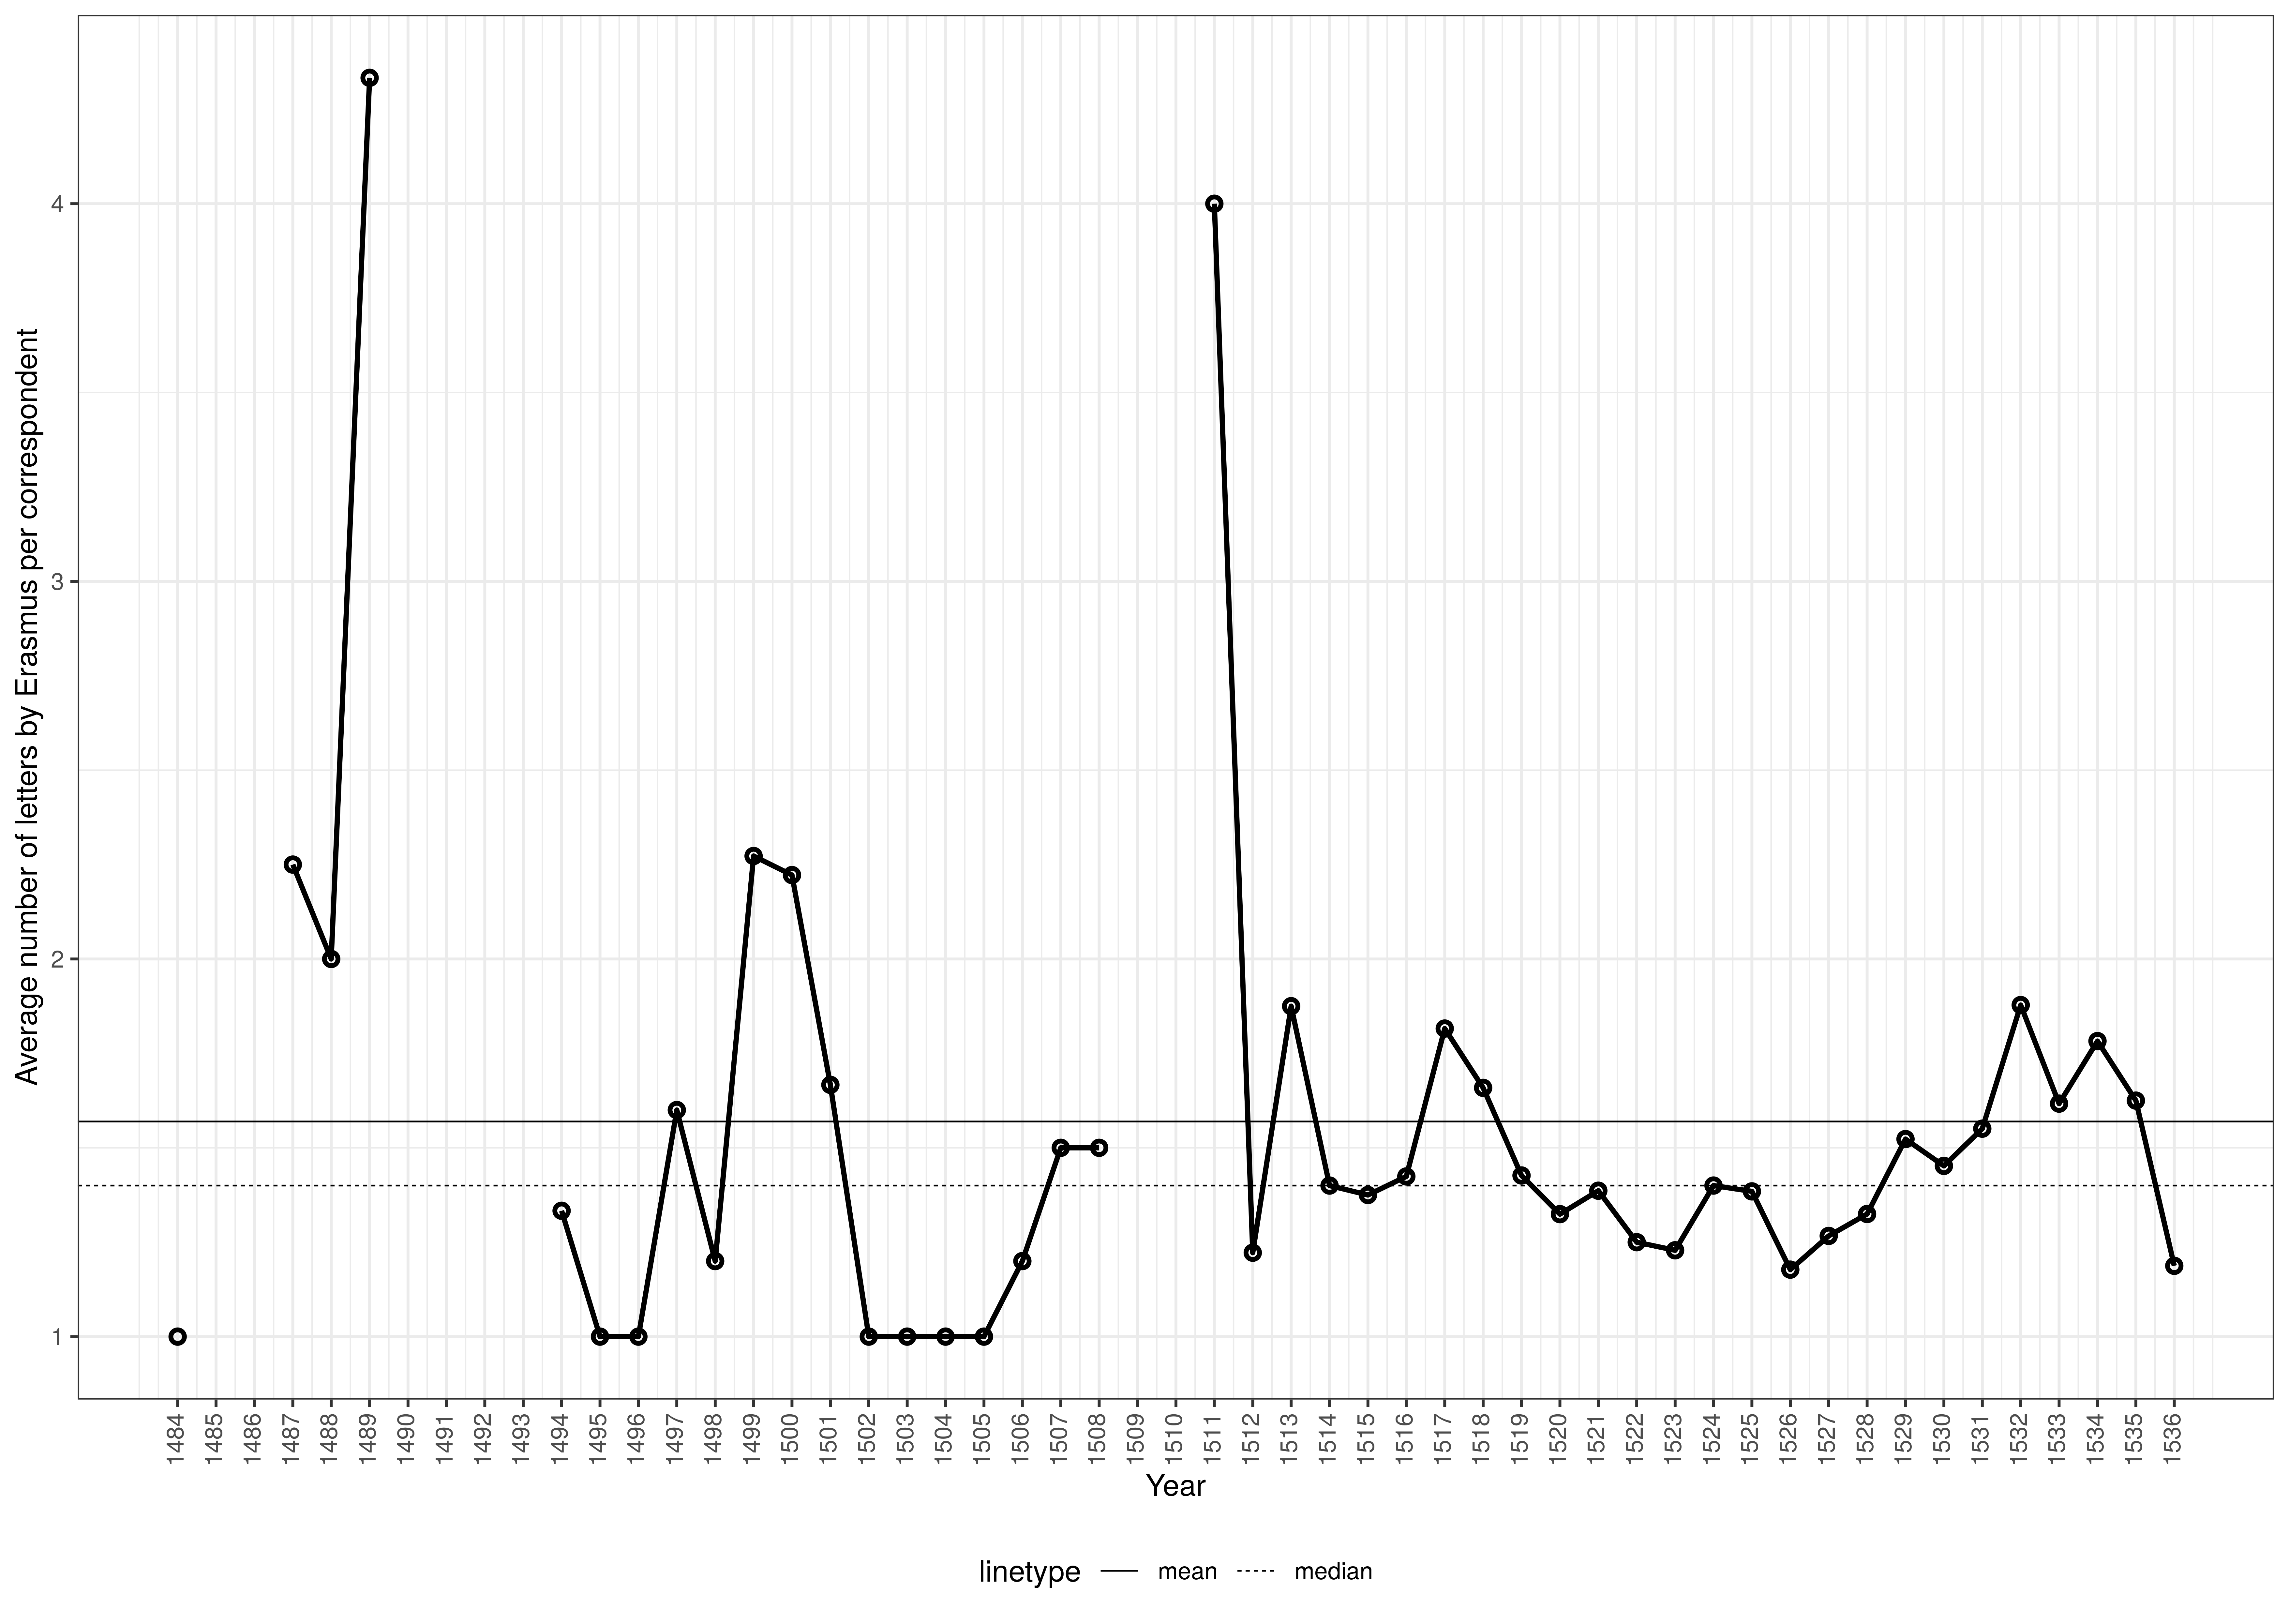 Average number of letters by Erasmus per correspondent
4
3
2
1
1484 1485 1486 1487 1488 1489 1490 1491 1492 1493 1494 1495 1496 1497 1498 1499 1500 1501 1502 1503 1504 1505 1506 1507 1508 1509 1510 1511 1512 1513 1514 1515 1516 1517 1518 1519 1520 1521 1522 1523 1524 1525 1526 1527 1528 1529 1530 1531 1532 1533 1534 1535 1536
Year
linetype mean median